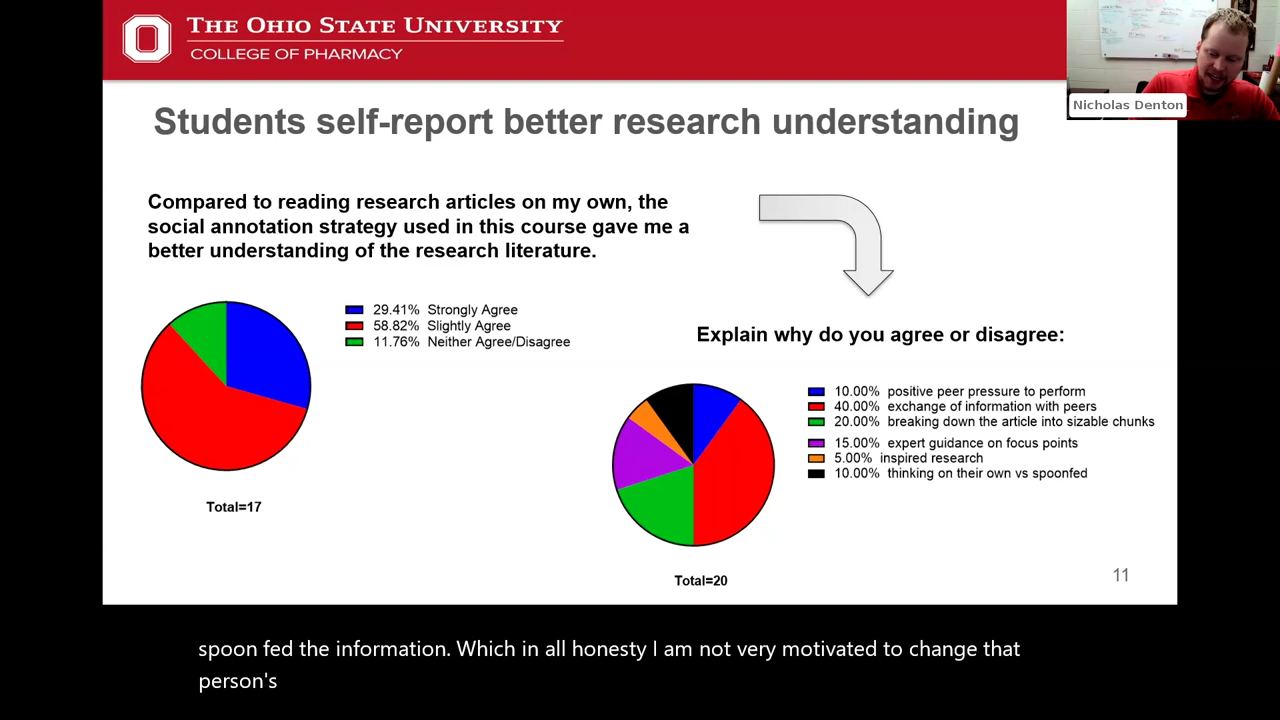 THE OHIO STATE UNIVERSITY
COLLEGE OF PHARMACY
Nicholas Denton
Students self-report better research understanding
Compared to reading research articles on my own, the
social annotation strategy used in this course gave me a
better understanding of the research literature.
29.41% Strongly Agree
58.82% Slightly Agree
11.76% Neither Agree/Disagree
Total=17
Explain why do you agree or disagree:
10.00% positive peer pressure to perform
40.00% exchange of information with peers
20.00% breaking down the article into sizable chunks
15.00% expert guidance on focus points
5.00% inspired research
10.00% thinking on their own vs spoonfed
Total=20
11
spoon fed the information. Which in all honesty I am not very motivated to change that
person's